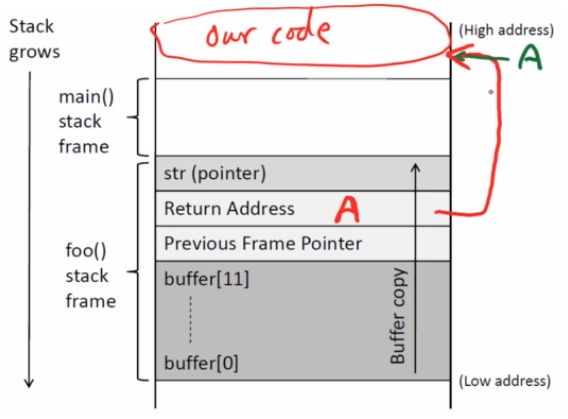 Stack
grows
our code
(High address)
A
main()
stack
frame
str (pointer)
Return Address A
Previous Frame Pointer
foo()
stack
frame
buffer[11]
buffer[0]
Buffer copy
(Low address)